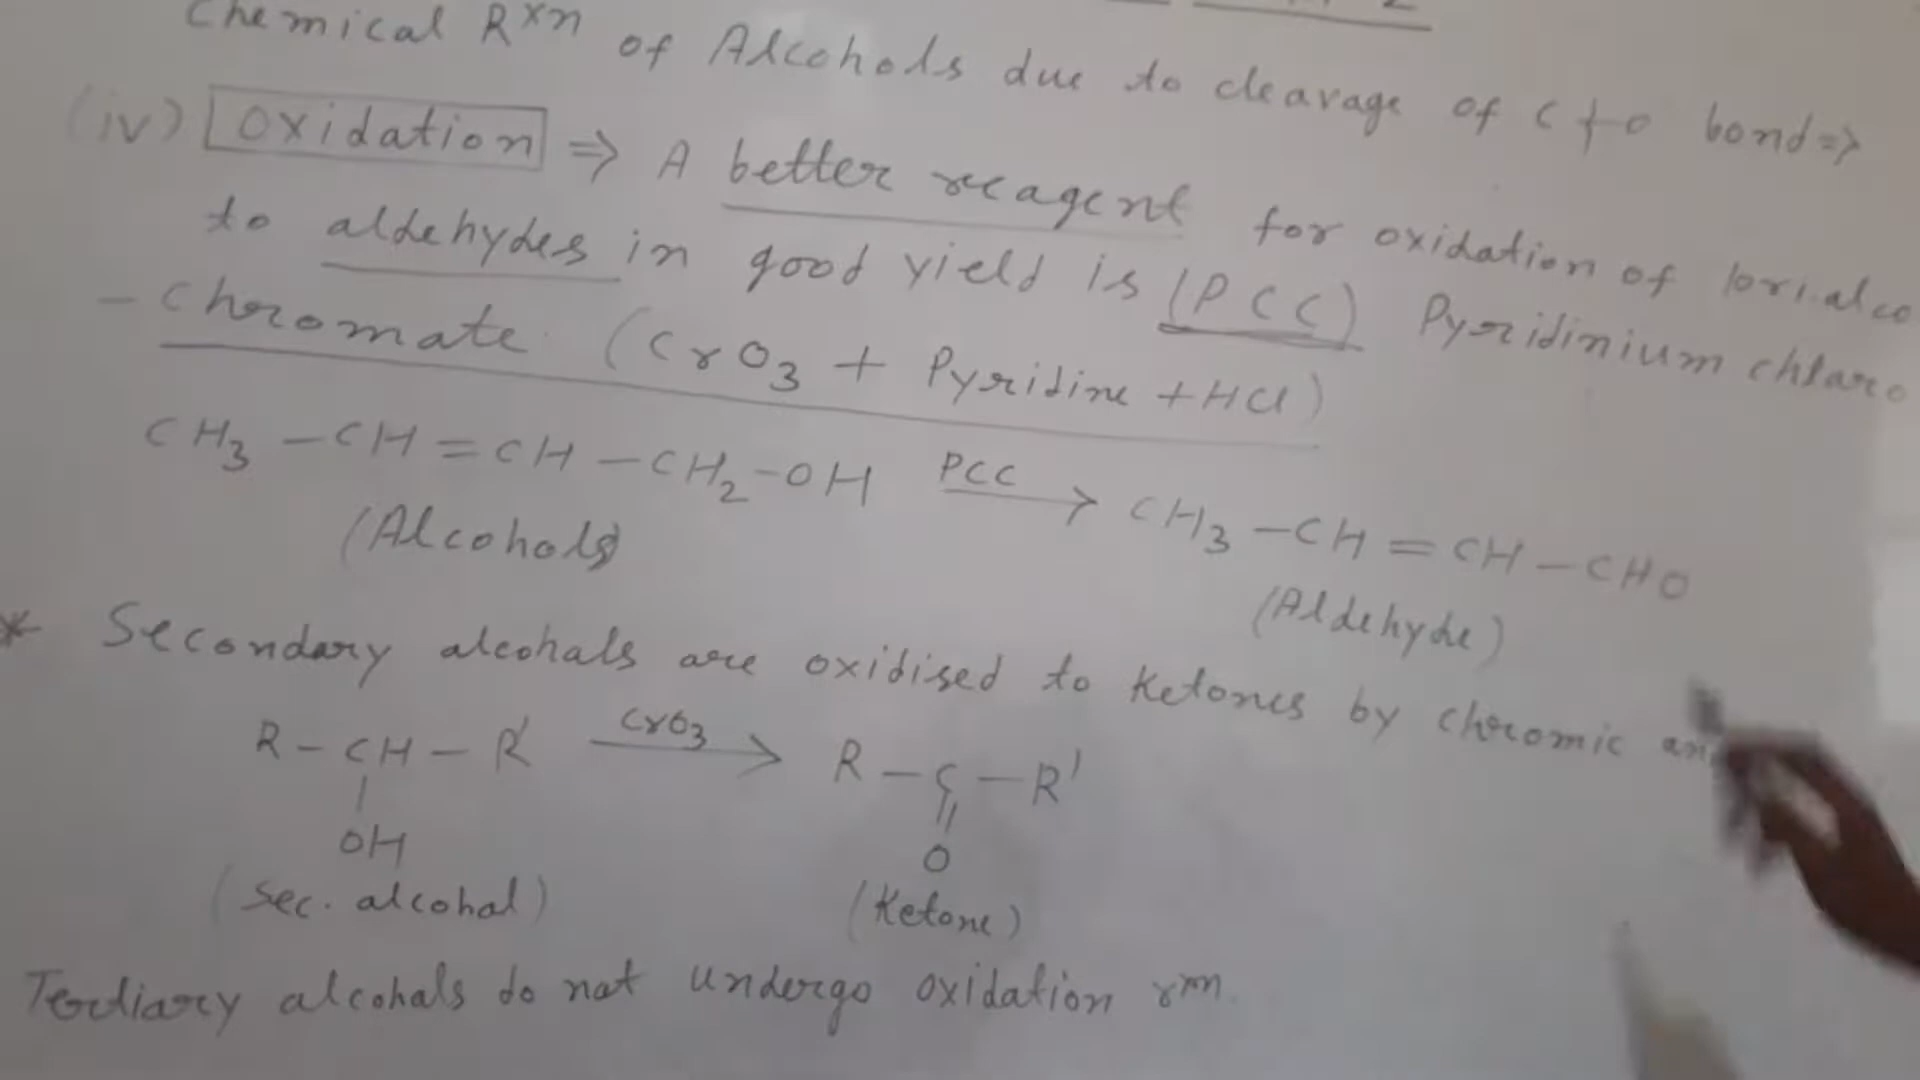 Chemical Rxn of Alcohols due to cleavage of C+O bond=>
(iv) Oxidation => A better reagent for oxidation of 1ori.alco
to aldehydes in good yield is (PCC) Pyridinium chloro
- Chromate (CrO3 + Pyridine + HCl)
CH3 - CH = CH - CH2 - OH PCC → CH3 - CH = CH - CHO
(Alcohols) (Aldehyde)
* Secondary alcohals are oxidised to Ketones by chromic an
R - CH - R' CrO3 → R - C - R'
OH O
(Sec. alcohal) (Ketone)
Tertiary alcohals do not undergo oxidation rxn.